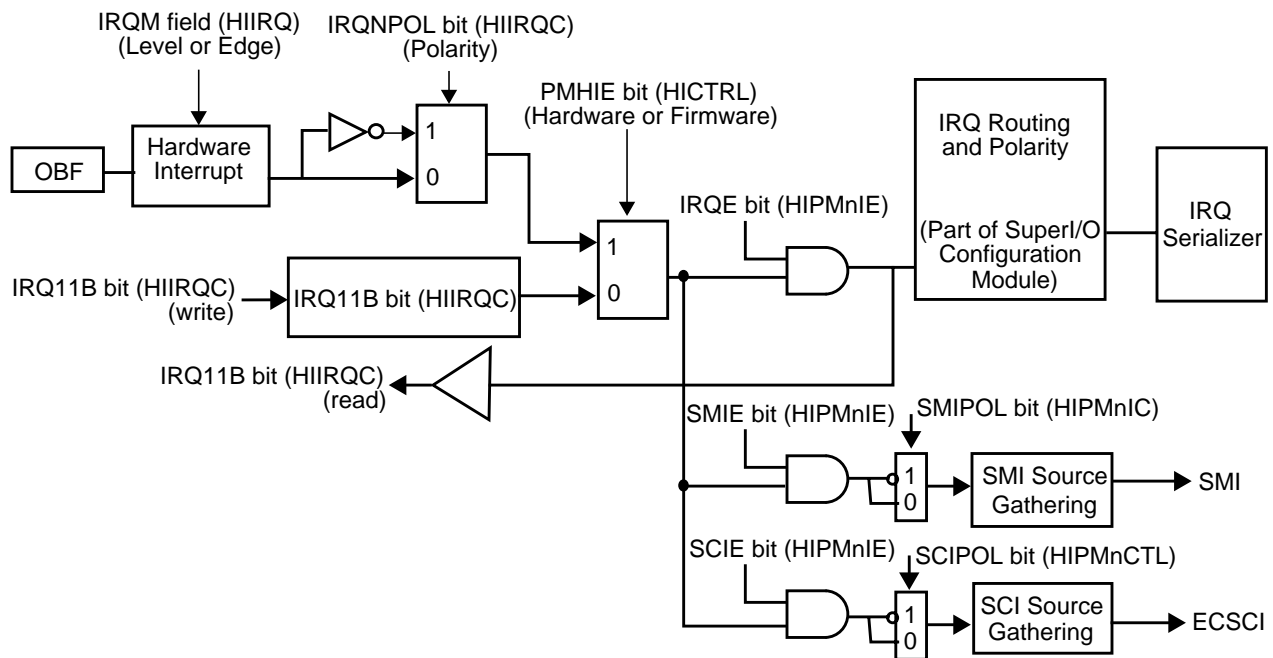 IRQM field (HIIRQ)
(Level or Edge)
IRQNPOL bit (HIIRQC)
(Polarity)
PMHIE bit (HICTRL)
(Hardware or Firmware)
OBF
Hardware
Interrupt
1
0
IRQE bit (HIPMnIE)
IRQ Routing
and Polarity
(Part of SuperI/O
Configuration
Module)
IRQ
Serializer
1
0
IRQ11B bit (HIIRQC)
(write)
IRQ11B bit (HIIRQC)
IRQ11B bit (HIIRQC)
(read)
SMIE bit (HIPMnIE)
SMIPOL bit (HIPMnIC)
1
0
SMI Source
Gathering
SMI
SCIE bit (HIPMnIE)
SCIPOL bit (HIPMnCTL)
1
0
SCI Source
Gathering
ECSCI